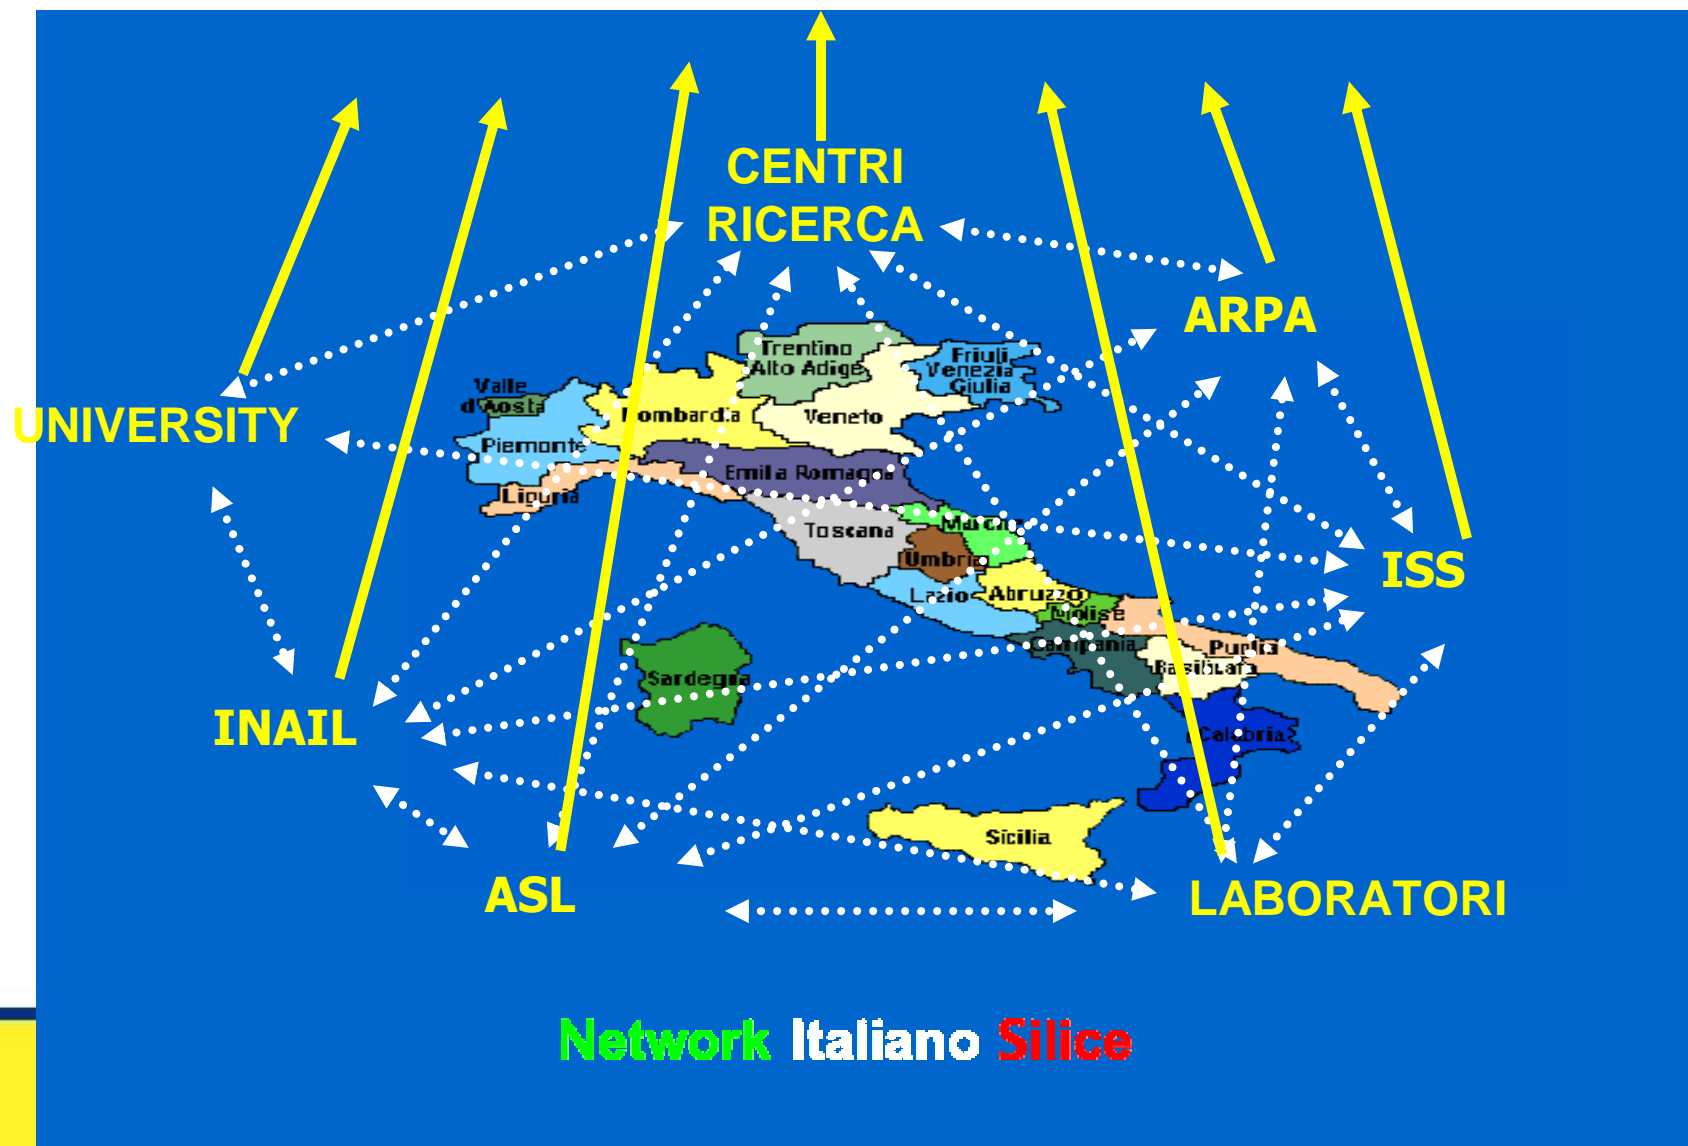 CENTRI
RICERCA
ARPA
UNIVERSITY
ISS
INAIL
ASL
LABORATORI
Trentino
Alto Adige
Friuli
Venezia
Giulia
Valle
d'Aosta
Lombardia
Veneto
Piemonte
Emilia Romagna
Liguria
Toscana
Marche
Umbria
Lazio
Abruzzo
Molise
Campania
Puglia
Basilicata
Sardegna
Calabria
Sicilia
Network Italiano Silice